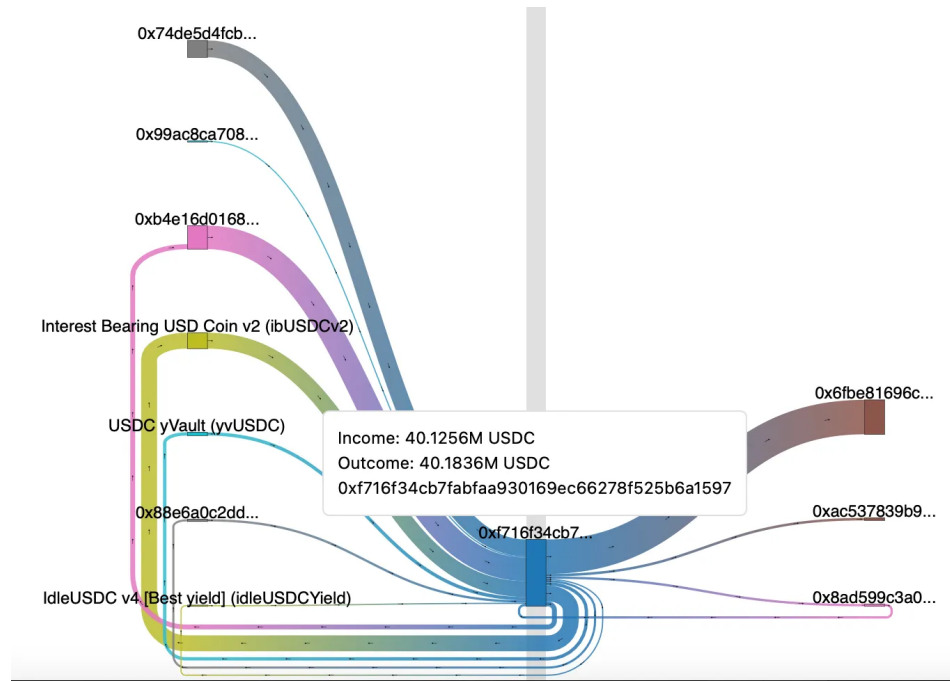 0x74de5d4fcb...
0x99ac8ca708...
0xb4e16d0168...
Interest Bearing USD Coin v2 (ibUSDCv2)
0x6fbe81696c...
USDC yVault (yvUSDC)
Income: 40.1256M USDC
Outcome: 40.1836M USDC
0xf716f34cb7fabfaa930169ec66278f525b6a1597
0x88e6a0c2dd...
0xac537839b9...
0xf716f34cb7...
IdleUSDC v4 [Best yield] (idleUSDCYield)
0x8ad599c3a0...